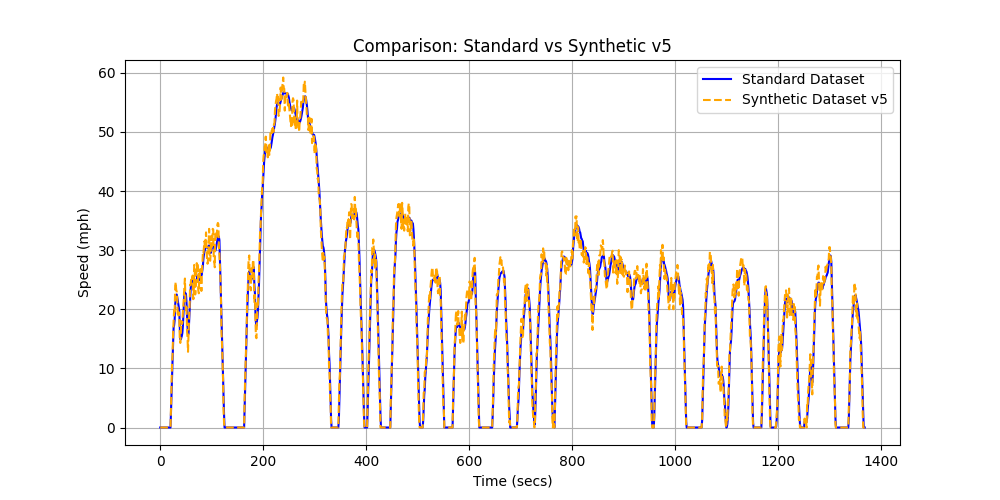 Comparison: Standard vs Synthetic v5
Standard Dataset
Synthetic Dataset v5
Speed (mph)
60
50
40
30
20
10
0
0 200 400 600 800 1000 1200 1400
Time (secs)